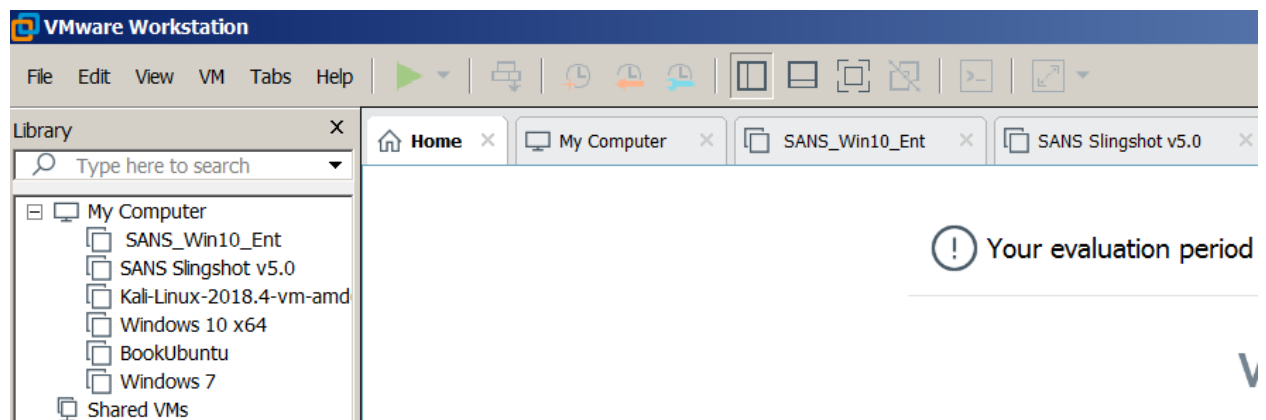 VMware Workstation
File Edit View VM Tabs Help
Library X
Type here to search
Home My Computer SANS_Win10_Ent SANS Slingshot v5.0
My Computer
SANS_Win10_Ent
SANS Slingshot v5.0
Kali-Linux-2018.4-vm-amd
Windows 10 x64
BookUbuntu
Windows 7
Shared VMs
Your evaluation period